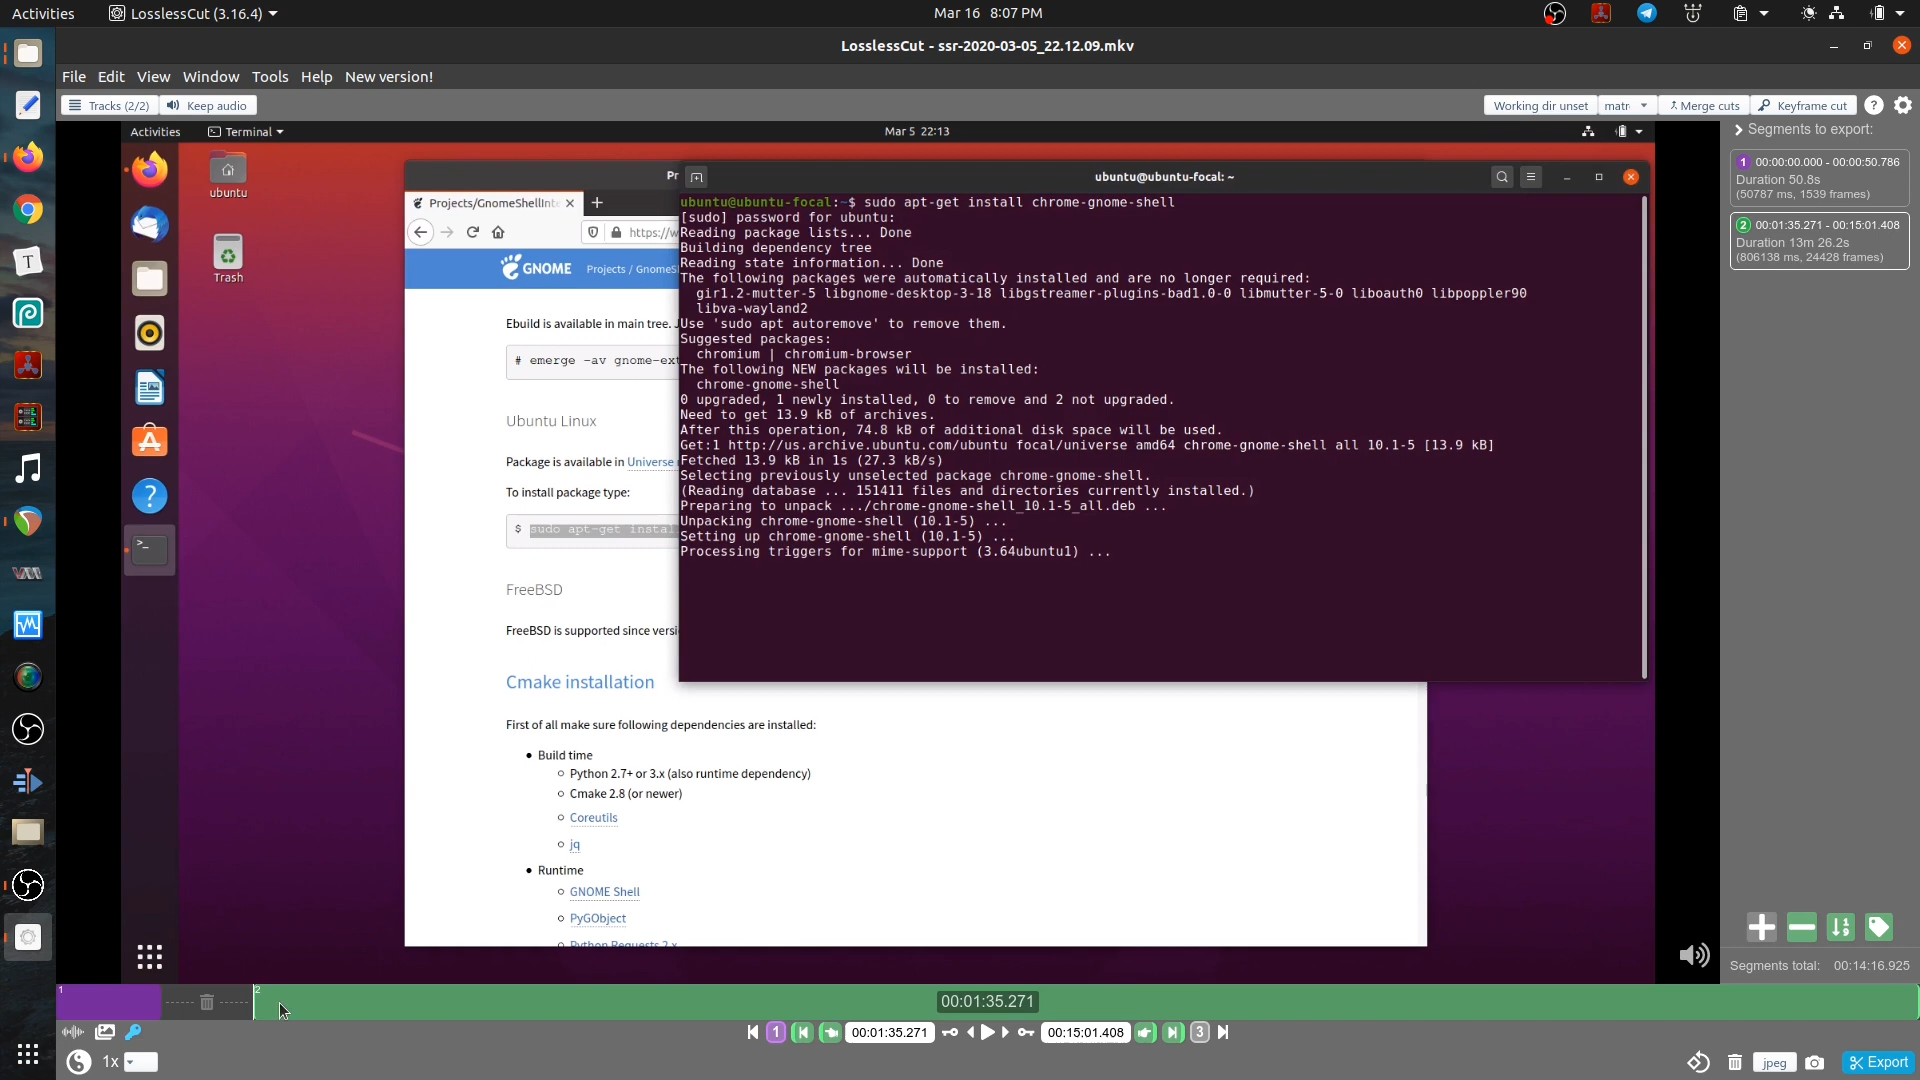 Activities
LosslessCut (3.16.4)
Mar 16 8:07 PM
LosslessCut - ssr-2020-03-05_22.12.09.mkv
File Edit View Window Tools Help New version!
Tracks (2/2) Keep audio
Working dir unset matr Merge cuts Keyframe cut ?
Activities Terminal Mar 5 22:13
ubuntu
Trash
Pr
Projects/GnomeShellInte
https://w
GNOME Projects / GnomeS
Ebuild is available in main tree.
# emerge -av gnome-ext
Ubuntu Linux
Package is available in Universe
To install package type:
$ sudo apt-get instal
FreeBSD
FreeBSD is supported since versi
Cmake installation
First of all make sure following dependencies are installed:
Build time
Python 2.7+ or 3.x (also runtime dependency)
Cmake 2.8 (or newer)
Coreutils
jq
Runtime
GNOME Shell
PyGObject
Python Requests 2.x
ubuntu@ubuntu-focal: ~
ubuntu@ubuntu-focal:~$ sudo apt-get install chrome-gnome-shell
[sudo] password for ubuntu:
Reading package lists... Done
Building dependency tree
Reading state information... Done
The following packages were automatically installed and are no longer required:
gir1.2-mutter-5 libgnome-desktop-3-18 libgstreamer-plugins-bad1.0-0 libmutter-5-0 liboauth0 libpoppler90
libva-wayland2
Use 'sudo apt autoremove' to remove them.
Suggested packages:
chromium | chromium-browser
The following NEW packages will be installed:
chrome-gnome-shell
0 upgraded, 1 newly installed, 0 to remove and 2 not upgraded.
Need to get 13.9 kB of archives.
After this operation, 74.8 kB of additional disk space will be used.
Get:1 http://us.archive.ubuntu.com/ubuntu focal/universe amd64 chrome-gnome-shell all 10.1-5 [13.9 kB]
Fetched 13.9 kB in 1s (27.3 kB/s)
Selecting previously unselected package chrome-gnome-shell.
(Reading database ... 151411 files and directories currently installed.)
Preparing to unpack .../chrome-gnome-shell_10.1-5_all.deb ...
Unpacking chrome-gnome-shell (10.1-5) ...
Setting up chrome-gnome-shell (10.1-5) ...
Processing triggers for mime-support (3.64ubuntu1) ...
Segments to export:
1 00:00:00.000 - 00:00:50.786
Duration 50.8s
(50787 ms, 1539 frames)
2 00:01:35.271 - 00:15:01.408
Duration 13m 26.2s
(806138 ms, 24428 frames)
Segments total: 00:14:16.925
1 2 00:01:35.271
1 00:01:35.271 00:15:01.408 3
1x
jpeg Export